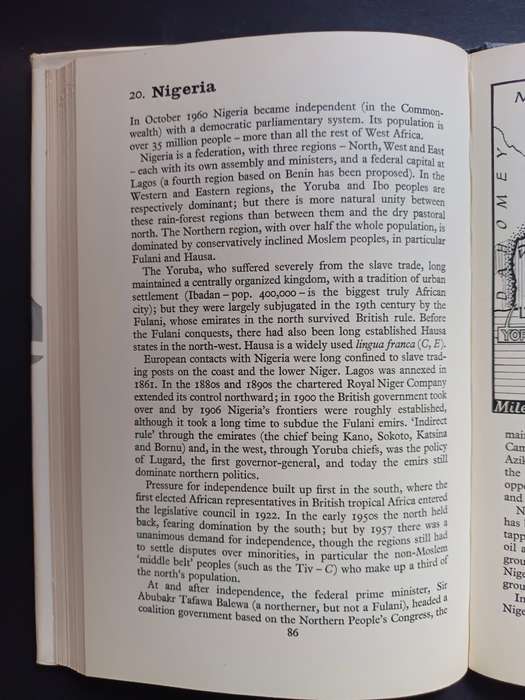 20. Nigeria
In October 1960 Nigeria became independent (in the Common-
wealth) with a democratic parliamentary system. Its population is
over 35 million people – more than all the rest of West Africa.
Nigeria is a federation, with three regions – North, West and East
– each with its own assembly and ministers, and a federal capital at
Lagos (a fourth region based on Benin has been proposed). In the
Western and Eastern regions, the Yoruba and Ibo peoples are
respectively dominant; but there is more natural unity between
these rain-forest regions than between them and the dry pastoral
north. The Northern region, with over half the whole population, is
dominated by conservatively inclined Moslem peoples, in particular
Fulani and Hausa.
The Yoruba, who suffered severely from the slave trade, long
maintained a centrally organized kingdom, with a tradition of urban
settlement (Ibadan – pop. 400,000 – is the biggest truly African
city); but they were largely subjugated in the 19th century by the
Fulani, whose emirates in the north survived British rule. Before
the Fulani conquests, there had also been long established Hausa
states in the north-west. Hausa is a widely used lingua franca (C, E).
European contacts with Nigeria were long confined to slave trad-
ing posts on the coast and the lower Niger. Lagos was annexed in
1861. In the 1880s and 1890s the chartered Royal Niger Company
extended its control northward; in 1900 the British government took
over and by 1906 Nigeria's frontiers were roughly established,
although it took a long time to subdue the Fulani emirs. 'Indirect
rule' through the emirates (the chief being Kano, Sokoto, Katsina
and Bornu) and, in the west, through Yoruba chiefs, was the policy
of Lugard, the first governor-general, and today the emirs still
dominate northern politics.
Pressure for independence built up first in the south, where the
first elected African representatives in British tropical Africa entered
the legislative council in 1922. In the early 1950s the north held
back, fearing domination by the south; but by 1957 there was a
unanimous demand for independence, though the regions still had
to settle disputes over minorities, in particular the non-Moslem
'middle belt' peoples (such as the Tiv – C) who make up a third of
the north's population.
At and after independence, the federal prime minister, Sir
Abubakr Tafawa Balewa (a northerner, but not a Fulani), headed a
coalition government based on the Northern People's Congress, the
86
DAHOMEY
YOR
Mile
mai
Cam
Azik
the
oppo
and
N
has
tapp
oil a
grou
Nige
grou
In
Nige